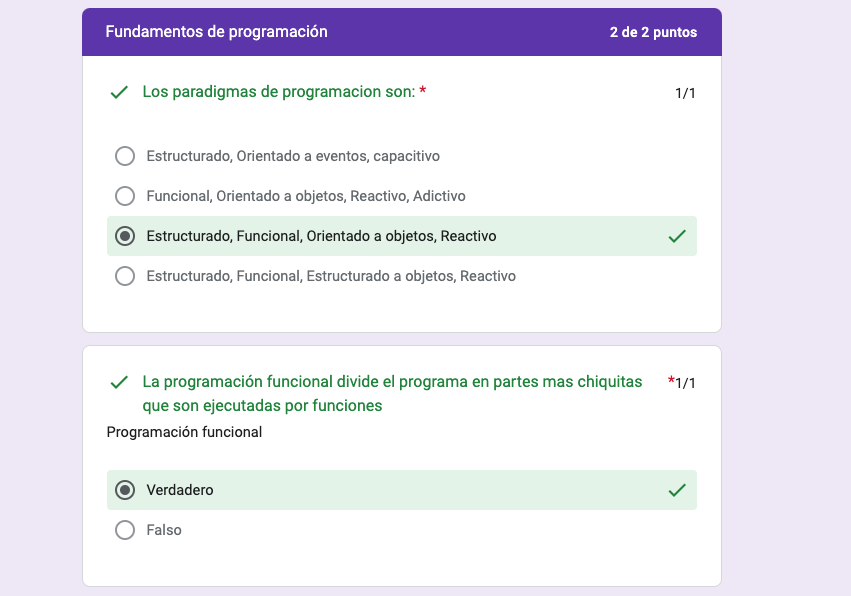 Fundamentos de programación
2 de 2 puntos
Los paradigmas de programacion son: *
1/1
Estructurado, Orientado a eventos, capacitivo
Funcional, Orientado a objetos, Reactivo, Adictivo
Estructurado, Funcional, Orientado a objetos, Reactivo
Estructurado, Funcional, Estructurado a objetos, Reactivo
La programación funcional divide el programa en partes mas chiquitas
*1/1
que son ejecutadas por funciones
Programación funcional
Verdadero
Falso